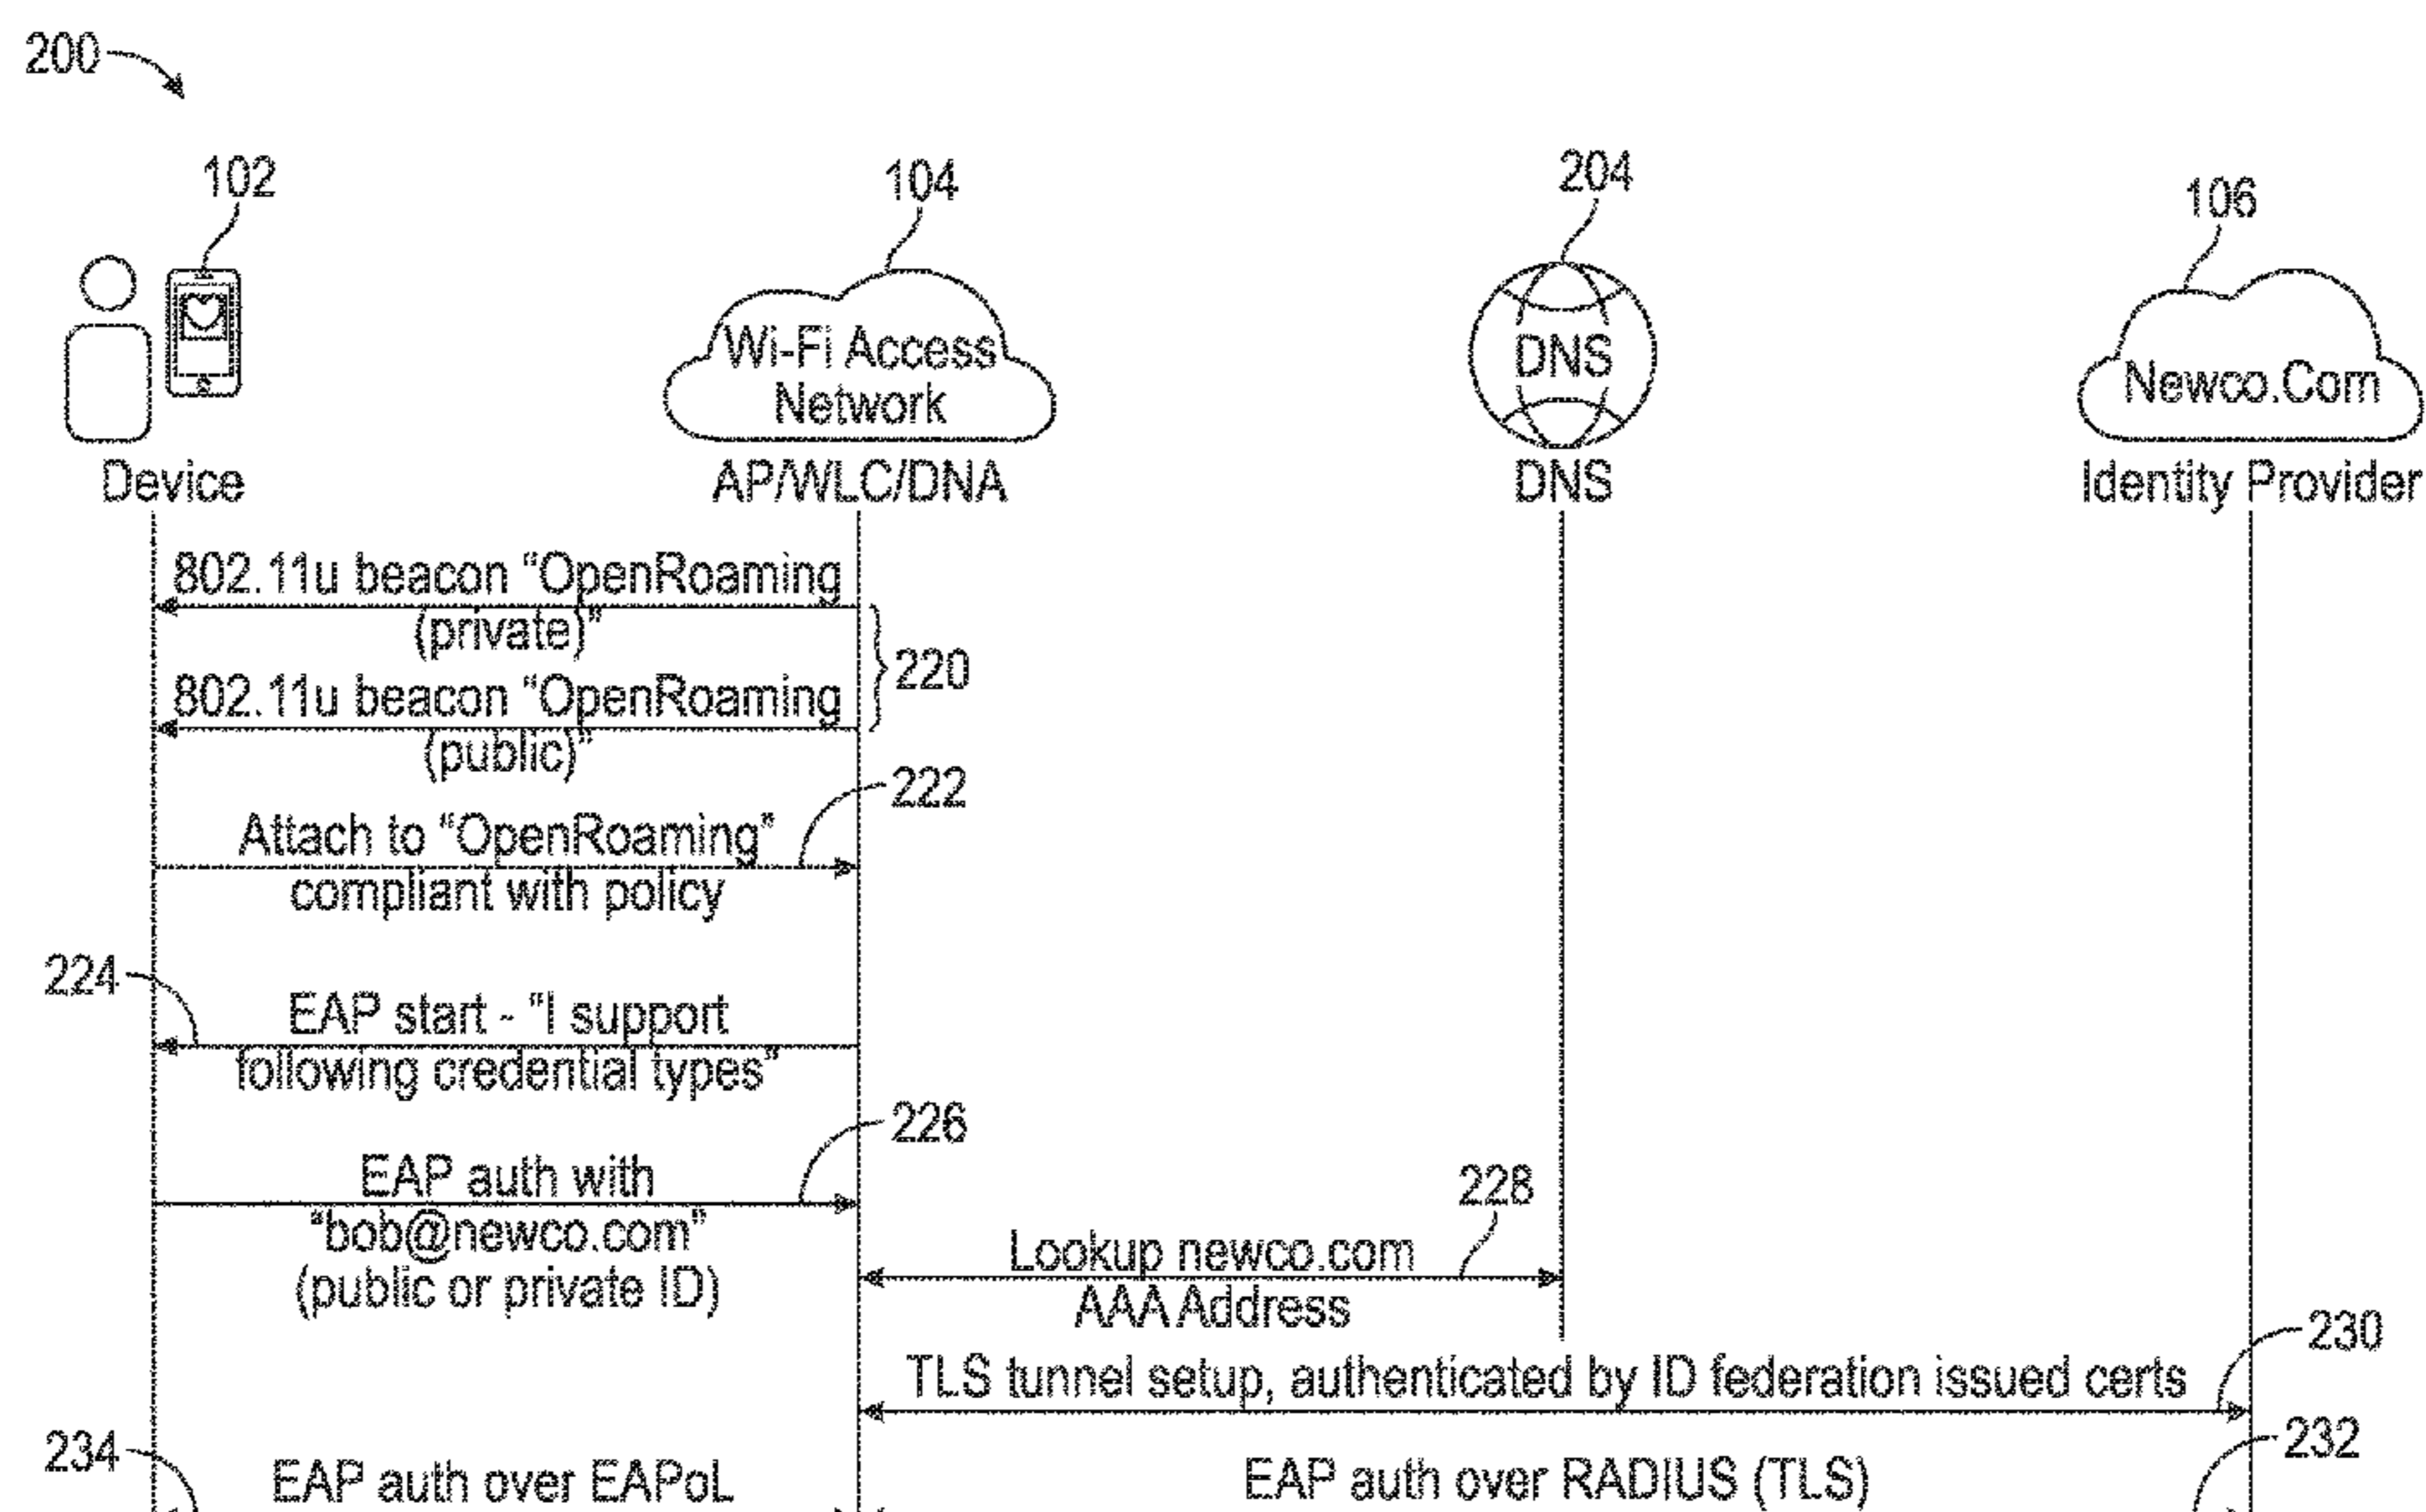 200
102
104
204
106
Wi-Fi Access
Network
DNS
Newco.Com
Device
AP/WLC/DNA
DNS
Identity Provider
802.11u beacon “OpenRoaming
(private)”
220
802.11u beacon “OpenRoaming
(public)”
222
Attach to “OpenRoaming”
compliant with policy
224
EAP start - “I support
following credential types”
226
EAP auth with
“bob@newco.com”
(public or private ID)
228
Lookup newco.com
AAA Address
230
TLS tunnel setup, authenticated by ID federation issued certs
234
EAP auth over EAPoL
232
EAP auth over RADIUS (TLS)